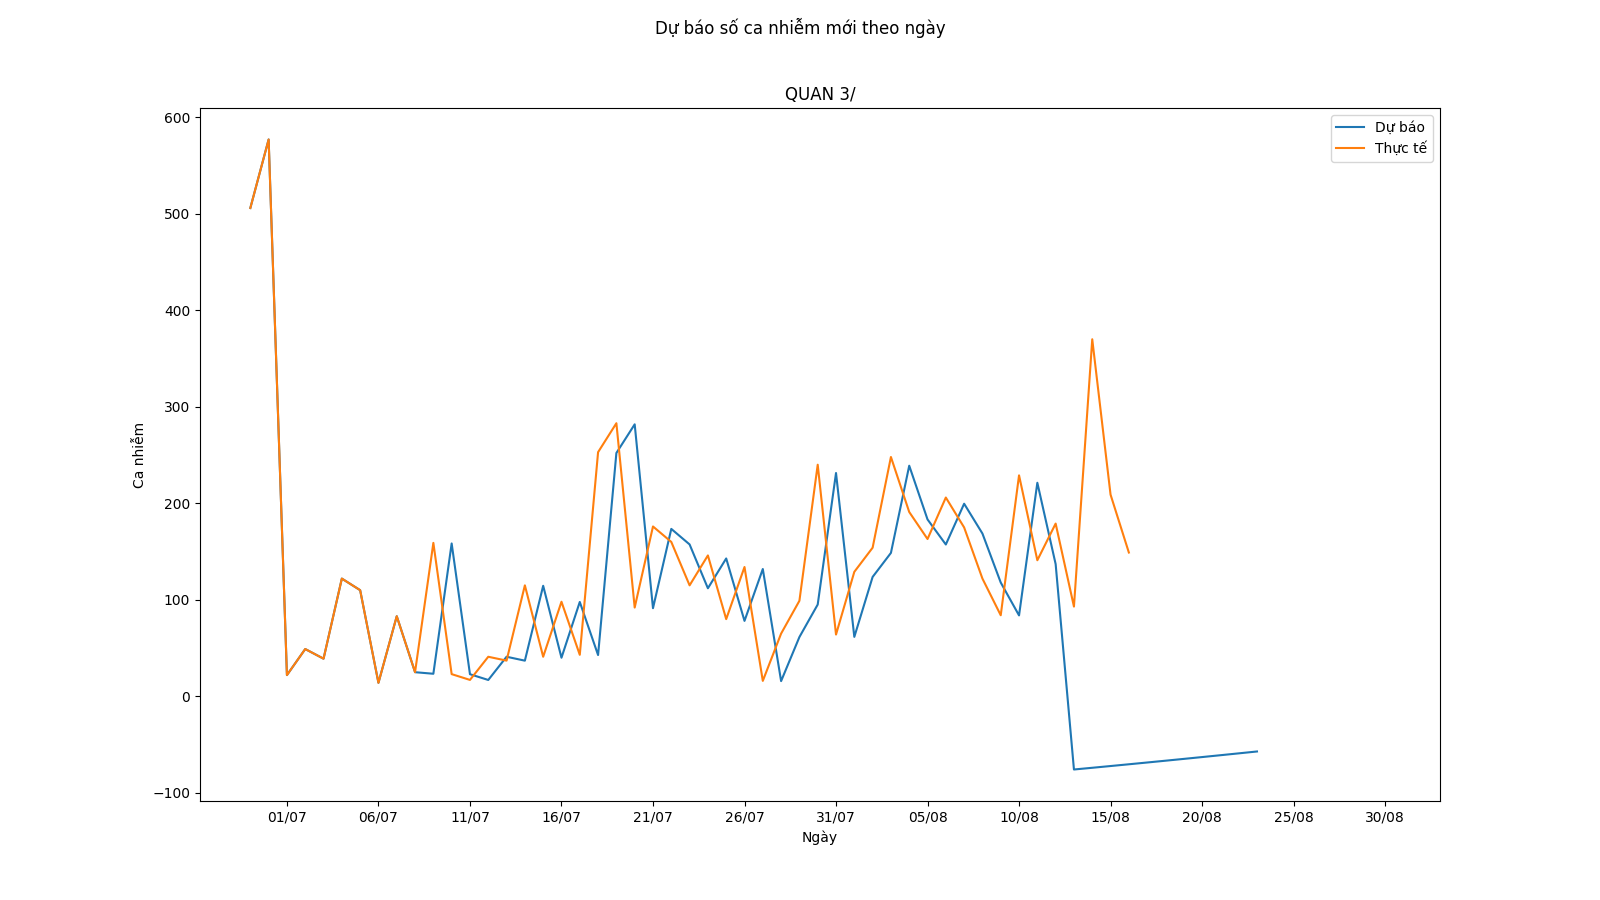 Dự báo số ca nhiễm mới theo ngày
QUAN 3/
Dự báo
Thực tế
600
500
400
300
200
100
0
−100
Ca nhiễm
01/07 06/07 11/07 16/07 21/07 26/07 31/07 05/08 10/08 15/08 20/08 25/08 30/08
Ngày